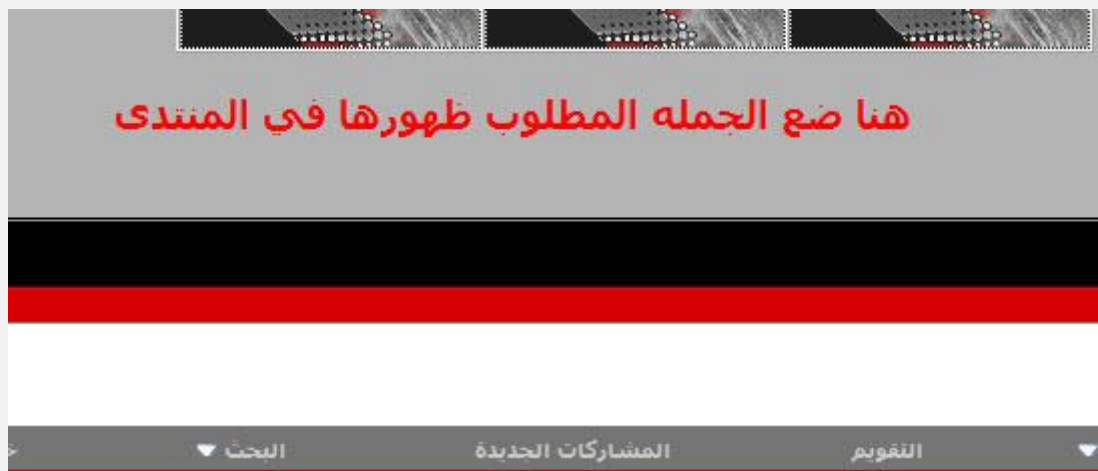 هنا ضع الجمله المطلوب ظهورها في المنتدى
التقويم المشاركات الجديدة البحث